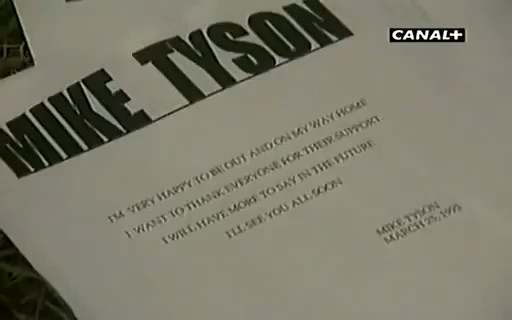 CANAL+
MIKE TYSON
I'M VERY HAPPY TO BE OUT AND ON MY WAY HOME
I WANT TO THANK EVERYONE FOR THEIR SUPPORT
I WILL HAVE MORE TO SAY IN THE FUTURE
I'LL SEE YOU ALL SOON
MIKE TYSON
MARCH 25, 1995